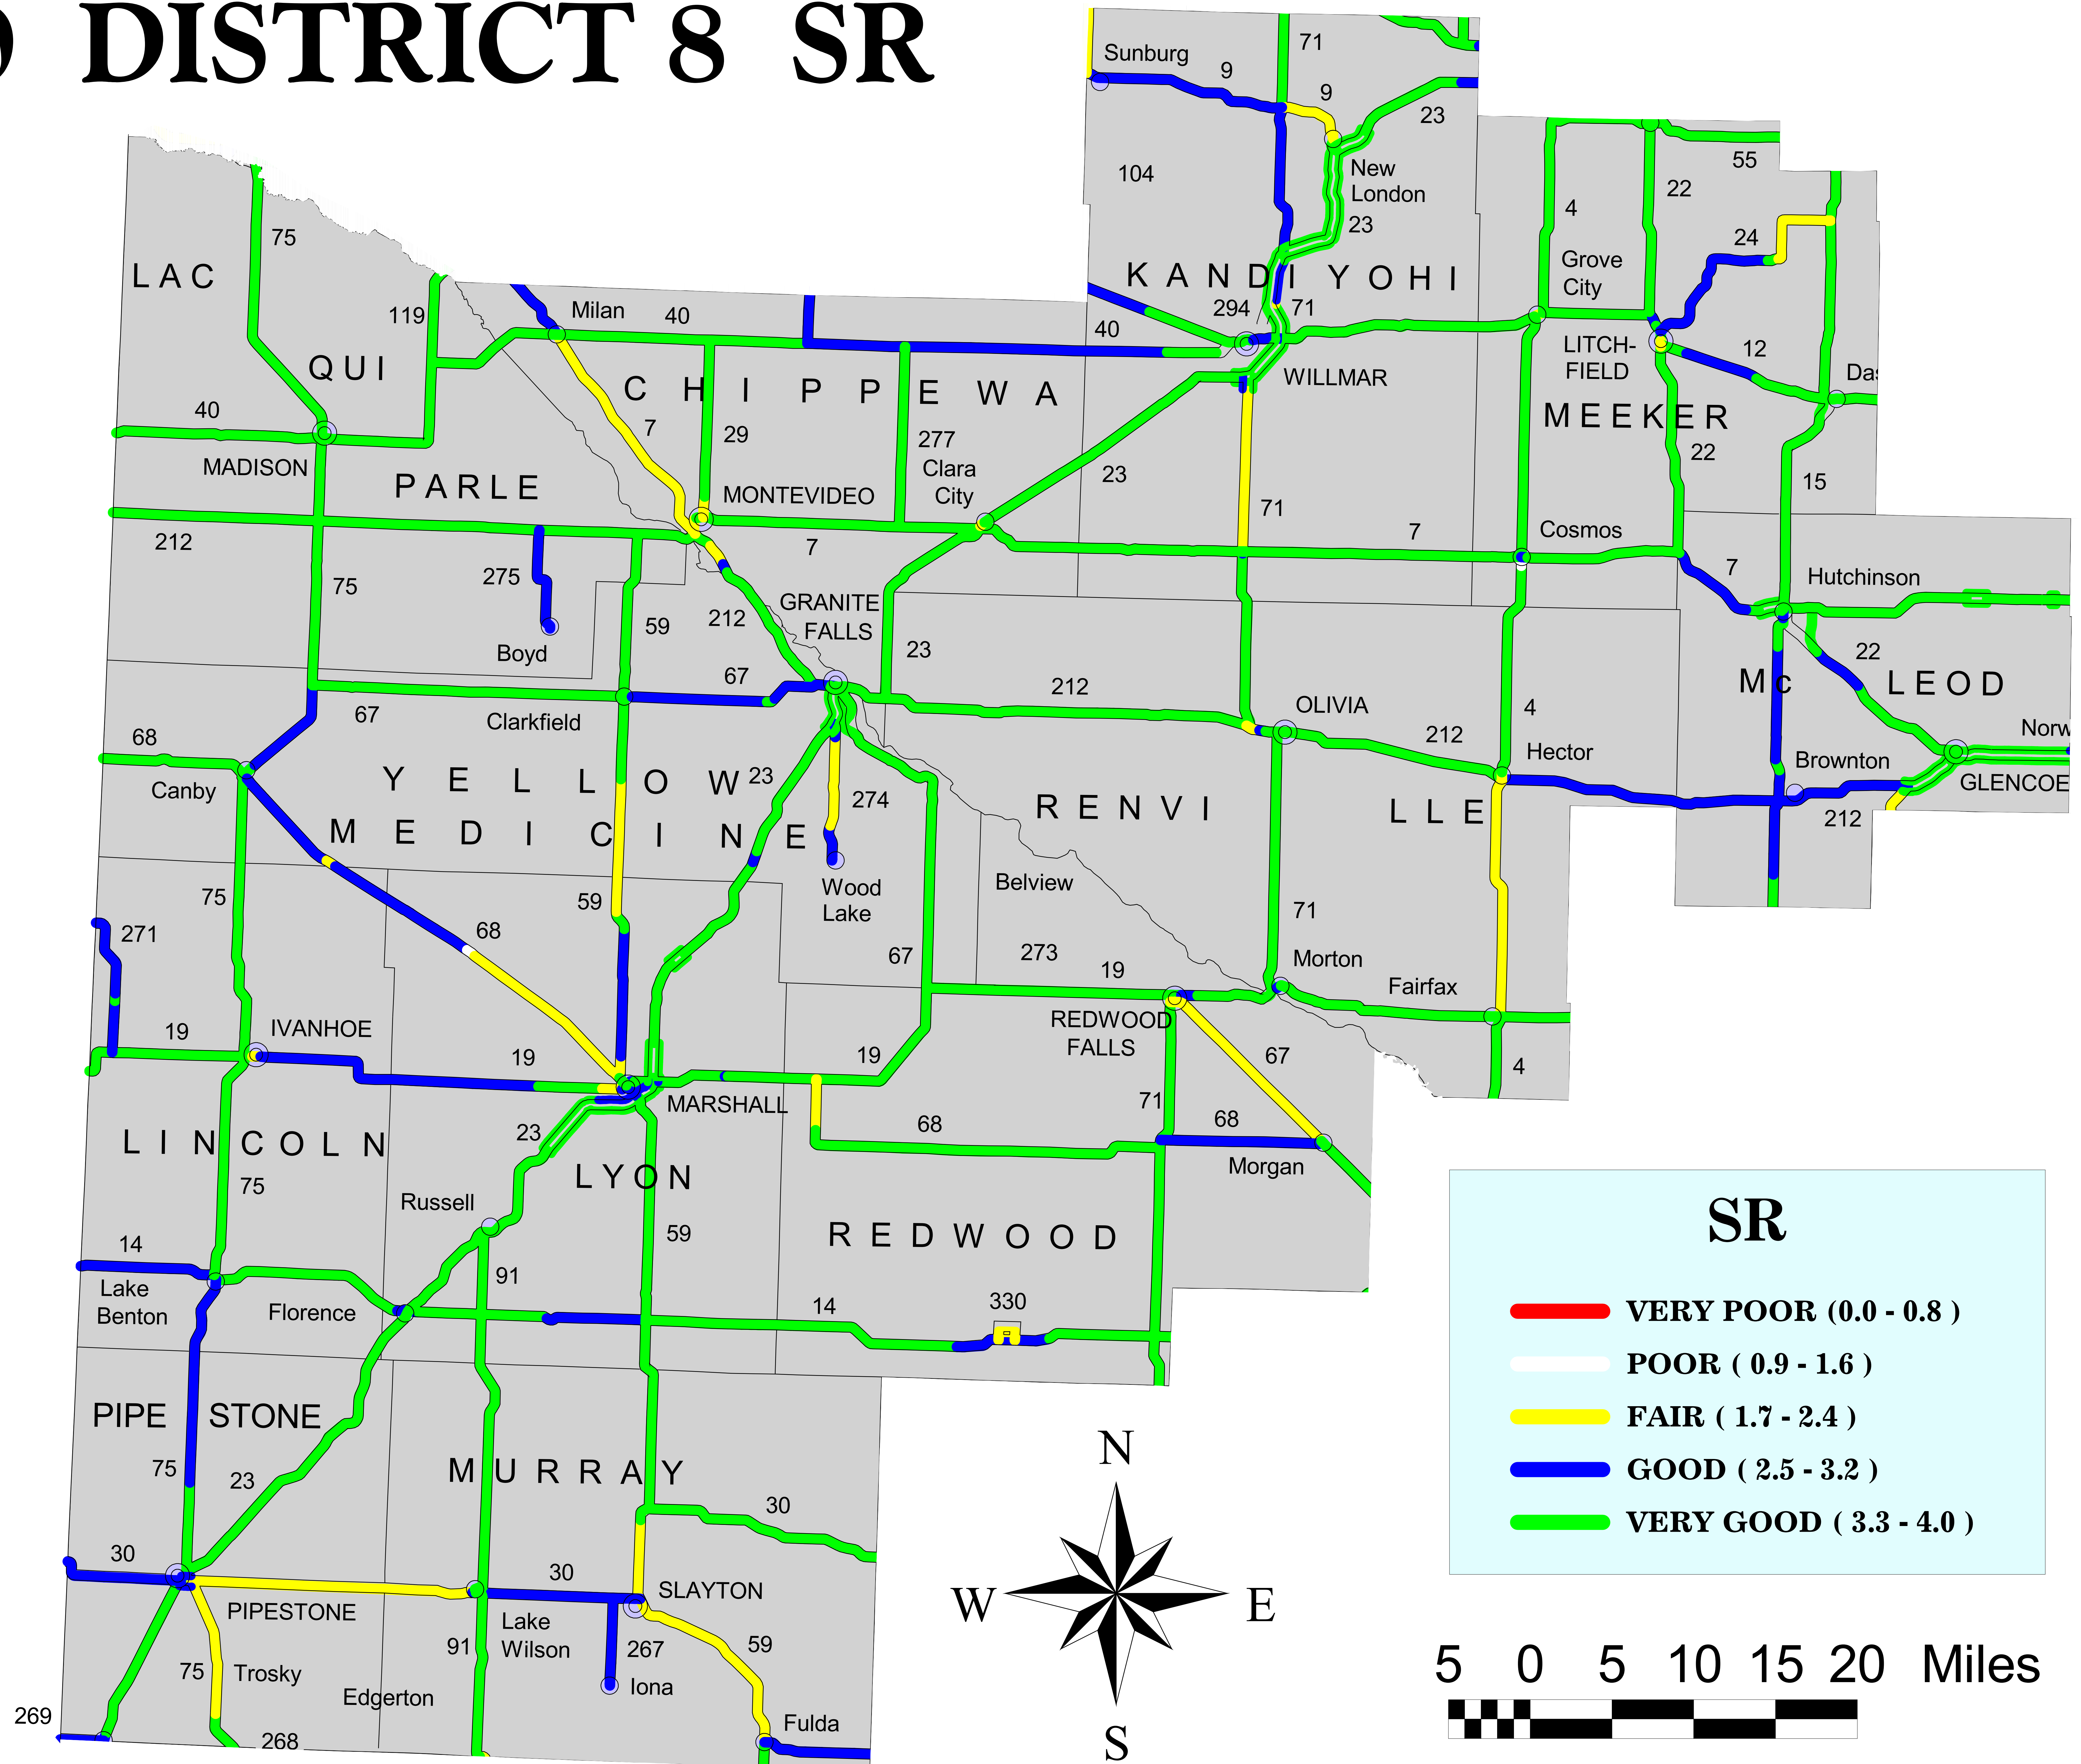 ) DISTRICT 8 SR
Sunburg
9
71
9
23
104
New
London
23
55
22
4
24
Grove
City
LAC
75
119
Milan
40
KANDIYOHI
294
71
40
QUI
CHIPPEWA
WILLMAR
LITCH-
FIELD
12
MEEKER
40
MADISON
PARLE
7
29
277
Clara
City
MONTEVIDEO
23
71
22
15
212
75
275
Boyd
7
7
Cosmos
7
Hutchinson
59
212
GRANITE
FALLS
23
67
212
22
Mc LEOD
67
Clarkfield
OLIVIA
212
4
Hector
Brownton
212
GLENCOE
68
Canby
YELLOW
MEDICINE
23
274
Wood
Lake
RENVI LLE
Belview
75
271
68
59
67
273
19
71
Morton
Fairfax
19
IVANHOE
19
19
REDWOOD
FALLS
67
4
MARSHALL
71
68
68
Morgan
LINCOLN
75
23
LYON
Russell
59
REDWOOD
14
Lake
Benton
Florence
91
14
330
PIPE STONE
75
23
MURRAY
30
30
PIPESTONE
30
Lake
Wilson
SLAYTON
91
267
Iona
59
75
Trosky
Edgerton
269
268
Fulda
SR
VERY POOR (0.0 - 0.8 )
POOR ( 0.9 - 1.6 )
FAIR ( 1.7 - 2.4 )
GOOD ( 2.5 - 3.2 )
VERY GOOD ( 3.3 - 4.0 )
N
W
E
S
5 0 5 10 15 20 Miles